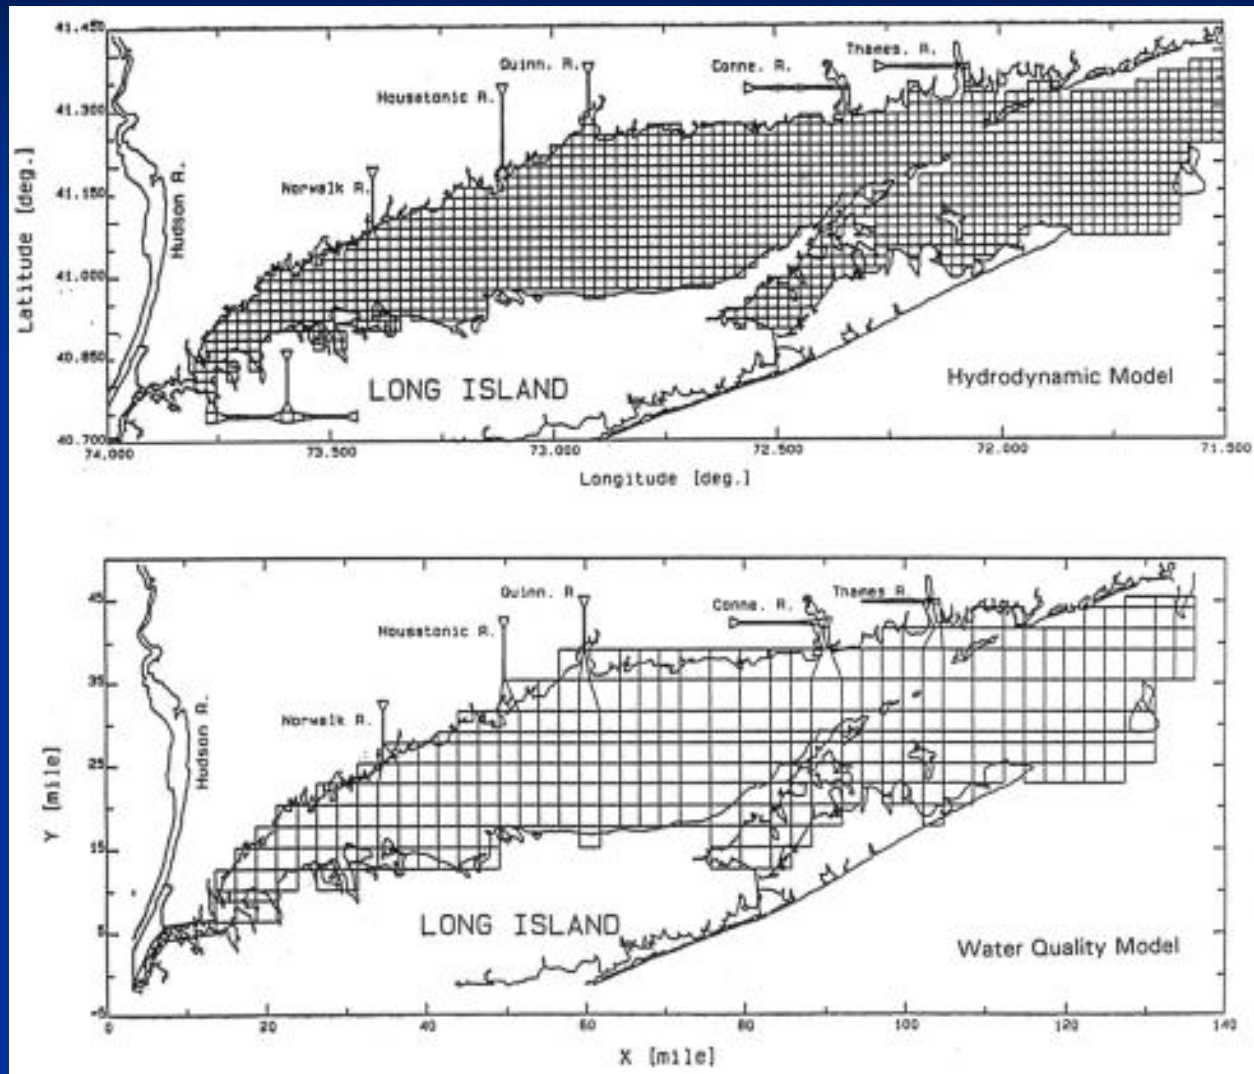 41.450
41.300
41.150
41.000
40.850
40.700
Latitude [deg.]
Hudson R.
Norwalk R.
Housatonic R.
Quinn. R.
Conne. R.
Thames. R.
LONG ISLAND
Hydrodynamic Model
74.000 73.500 73.000 72.500 72.000 71.500
Longitude [deg.]
45
35
25
15
5
-5
Y [mile]
Hudson R.
Norwalk R.
Housatonic R.
Quinn. R
Conne. R.
Thames R.
LONG ISLAND
Water Quality Model
0 20 40 60 80 100 120 140
X [mile]